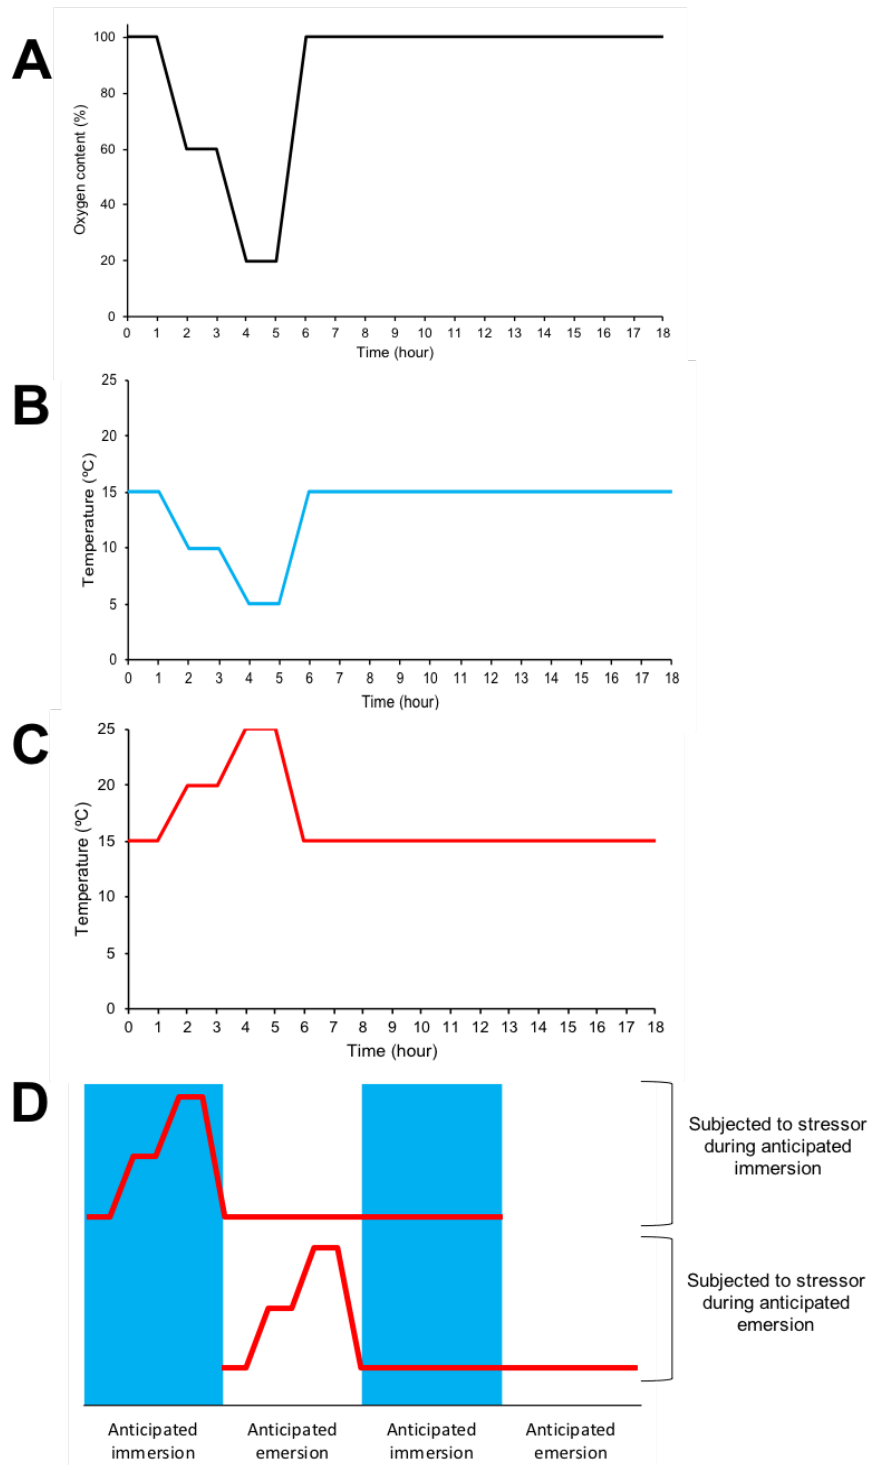 A
Oxygen content (%)
100
80
60
40
20
0
0 1 2 3 4 5 6 7 8 9 10 11 12 13 14 15 16 17 18
Time (hour)
B
Temperature (ºC)
25
20
15
10
5
0
0 1 2 3 4 5 6 7 8 9 10 11 12 13 14 15 16 17 18
Time (hour)
C
Temperature (ºC)
25
20
15
10
5
0
0 1 2 3 4 5 6 7 8 9 10 11 12 13 14 15 16 17 18
Time (hour)
D
Subjected to stressor
during anticipated
immersion
Subjected to stressor
during anticipated
emersion
Anticipated
immersion
Anticipated
emersion
Anticipated
immersion
Anticipated
emersion